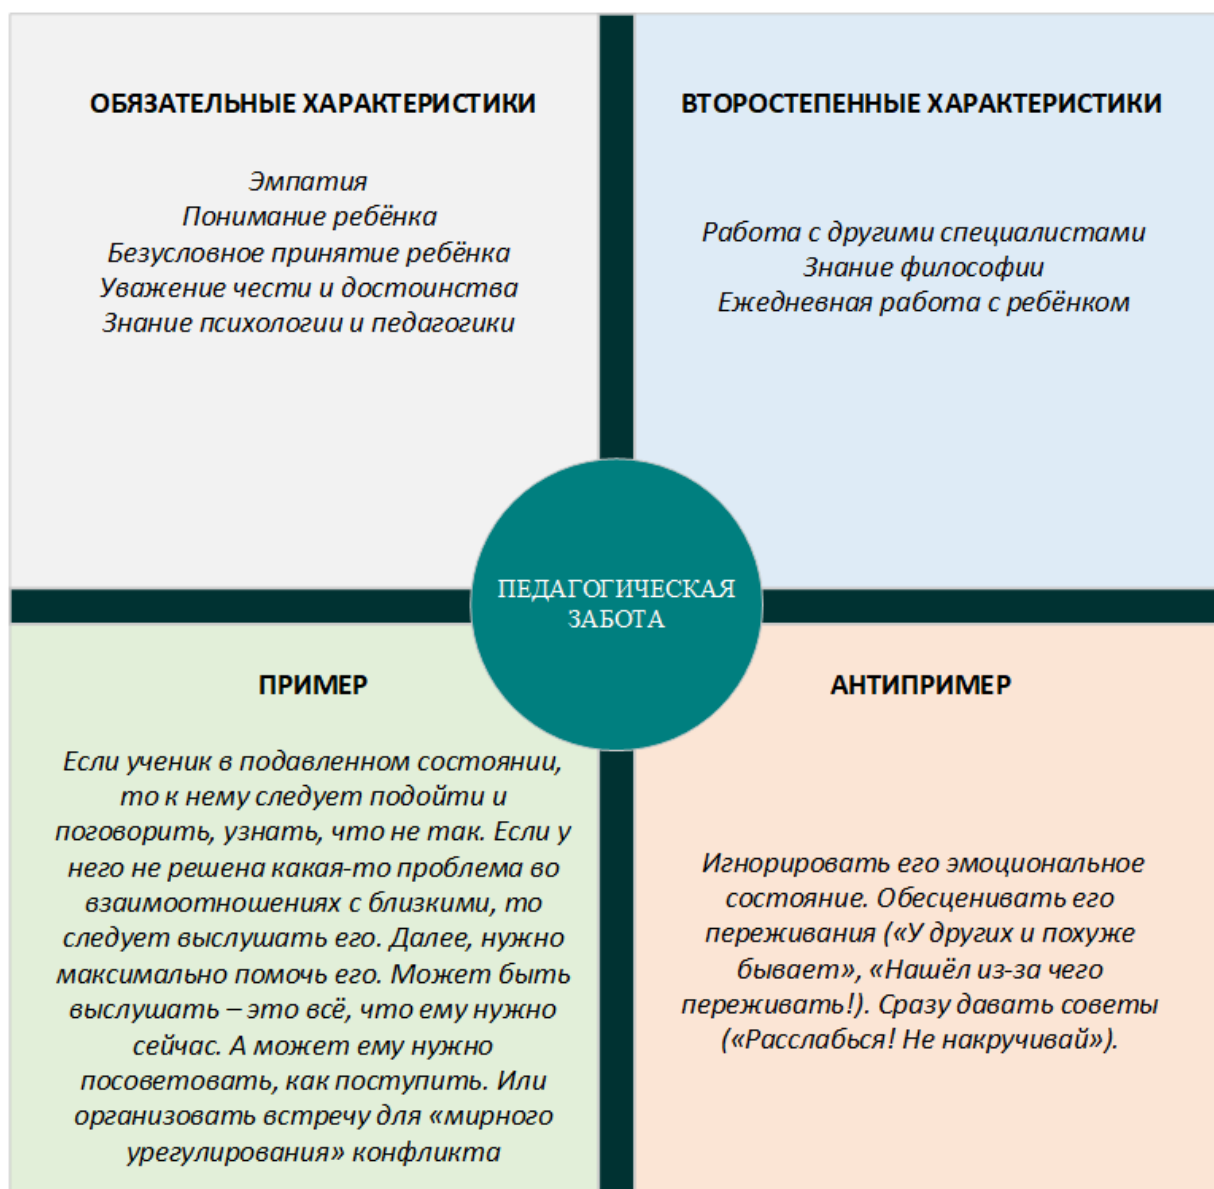 ОБЯЗАТЕЛЬНЫЕ ХАРАКТЕРИСТИКИ
Эмпатия
Понимание ребёнка
Безусловное принятие ребёнка
Уважение чести и достоинства
Знание психологии и педагогики
ВТОРОСТЕПЕННЫЕ ХАРАКТЕРИСТИКИ
Работа с другими специалистами
Знание философии
Ежедневная работа с ребёнком
ПЕДАГОГИЧЕСКАЯ
ЗАБОТА
ПРИМЕР
Если ученик в подавленном состоянии,
то к нему следует подойти и
поговорить, узнать, что не так. Если у
него не решена какая-то проблема во
взаимоотношениях с близкими, то
следует выслушать его. Далее, нужно
максимально помочь его. Может быть
выслушать – это всё, что ему нужно
сейчас. А может ему нужно
посоветовать, как поступить. Или
организовать встречу для «мирного
урегулирования» конфликта
АНТИПРИМЕР
Игнорировать его эмоциональное
состояние. Обесценивать его
переживания («У других и похуже
бывает», «Нашёл из-за чего
переживать!). Сразу давать советы
(«Расслабься! Не накручивай»).